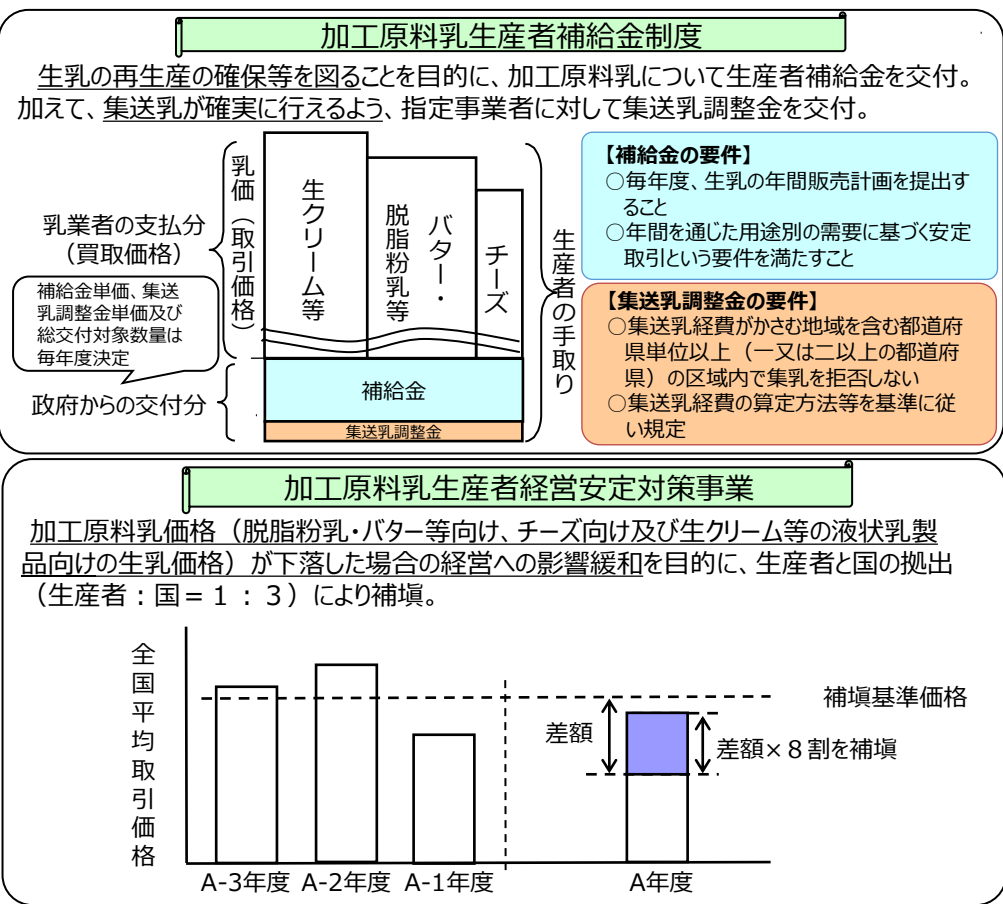 加工原料乳生産者補給金制度
生乳の再生産の確保等を図ることを目的に、加工原料乳について生産者補給金を交付。
加えて、集送乳が確実に行えるよう、指定事業者に対して集送乳調整金を交付。
乳業者の支払分
（買取価格）
補給金単価、集送
乳調整金単価及び
総交付対象数量は
毎年度決定
政府からの交付分
乳価（取引価格）
生クリーム等
バター・
脱脂粉乳等
チーズ
補給金
集送乳調整金
生産者の手取り
【補給金の要件】
○毎年度、生乳の年間販売計画を提出す
ること
○年間を通じた用途別の需要に基づく安定
取引という要件を満たすこと
【集送乳調整金の要件】
○集送乳経費がかさむ地域を含む都道府
県単位以上（一又は二以上の都道府
県）の区域内で集乳を拒否しない
○集送乳経費の算定方法等を基準に従
い規定
加工原料乳生産者経営安定対策事業
加工原料乳価格（脱脂粉乳・バター等向け、チーズ向け及び生クリーム等の液状乳製
品向けの生乳価格）が下落した場合の経営への影響緩和を目的に、生産者と国の拠出
（生産者：国＝１：３）により補塡。
全国平均取引価格
補塡基準価格
差額
差額×８割を補塡
A-3年度
A-2年度
A-1年度
A年度